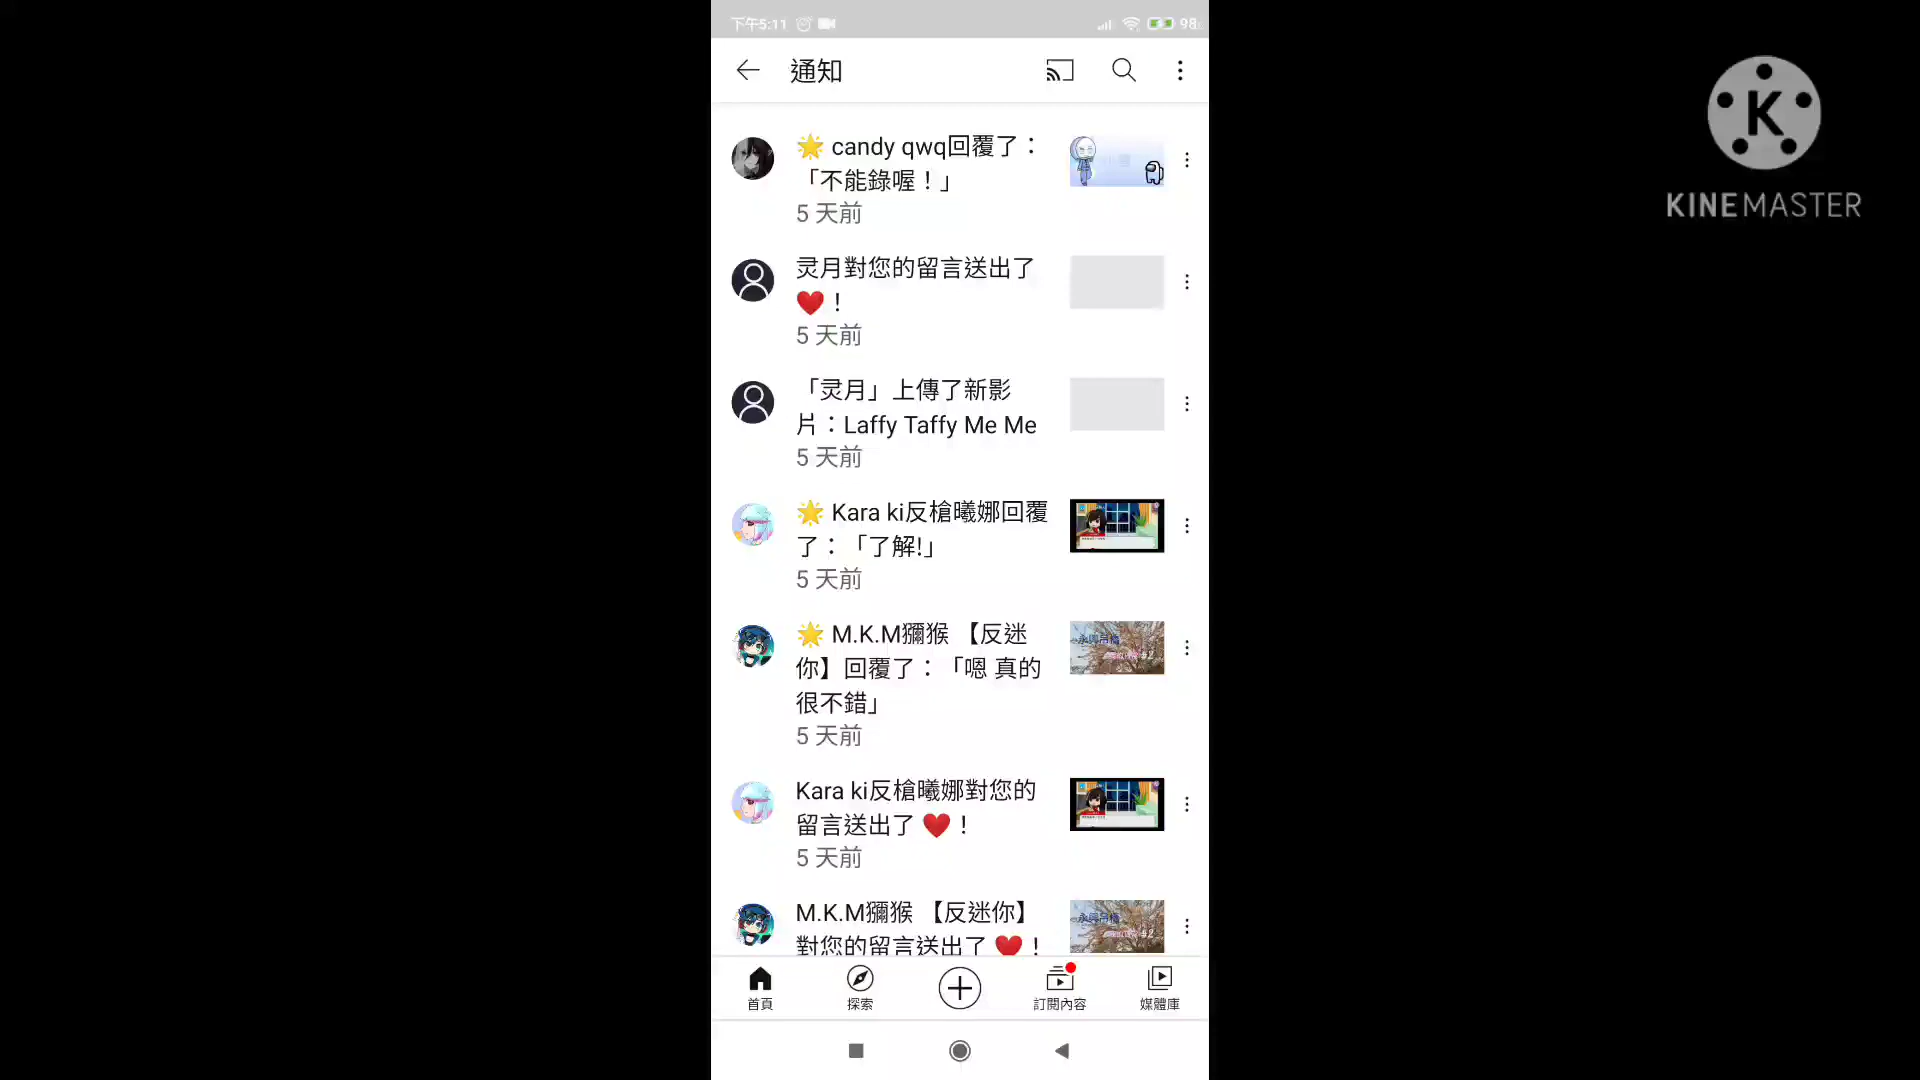 下午5:11
98
通知
candy qwq回覆了：
「不能錄喔！」
5 天前
灵月對您的留言送出了
❤️！
5 天前
「灵月」上傳了新影
片：Laffy Taffy Me Me
5 天前
🌟 Kara ki反槍曦娜回覆
了：「了解!」
5 天前
🌟 M.K.M獼猴 【反迷
你】回覆了：「嗯 真的
很不錯」
5 天前
Kara ki反槍曦娜對您的
留言送出了 ❤️！
5 天前
M.K.M獼猴 【反迷你】
對您的留言送出了 ❤️！
首頁
探索
訂閱內容
媒體庫
K
KINEMASTER